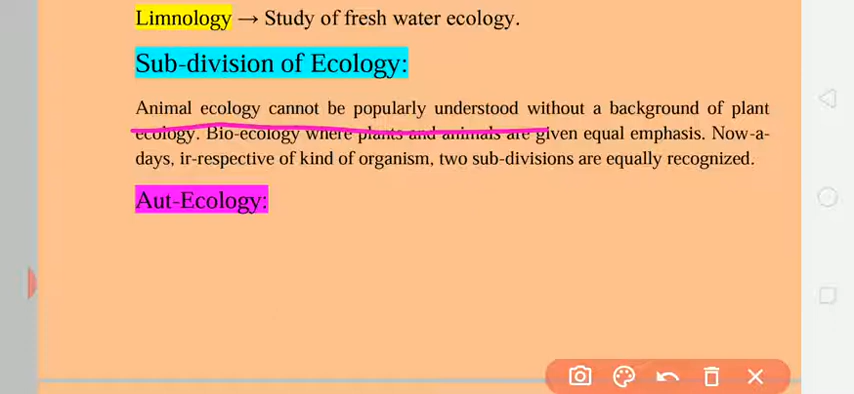 Limnology → Study of fresh water ecology.
Sub-division of Ecology:
Animal ecology cannot be popularly understood without a background of plant
ecology. Bio-ecology where plants and animals are given equal emphasis. Now-a-
days, ir-respective of kind of organism, two sub-divisions are equally recognized.
Aut-Ecology: